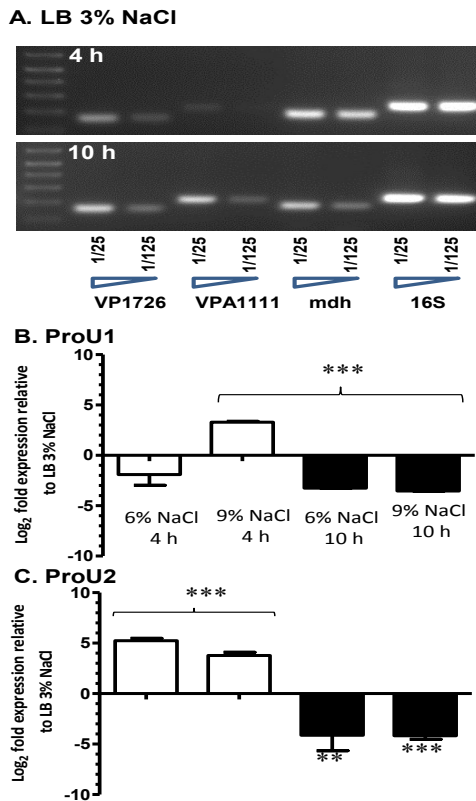 A. LB 3% NaCl
4 h
10 h
1/25 1/125 1/25 1/125 1/25 1/125 1/25 1/125
VP1726 VPA1111 mdh 16S
B. ProU1
Log2 fold expression relative
to LB 3% NaCl
10
5
0
-5
-10
***
6% NaCl
4 h
9% NaCl
4 h
6% NaCl
10 h
9% NaCl
10 h
C. ProU2
Log2 fold expression relative
to LB 3% NaCl
10
5
0
-5
-10
***
**
***